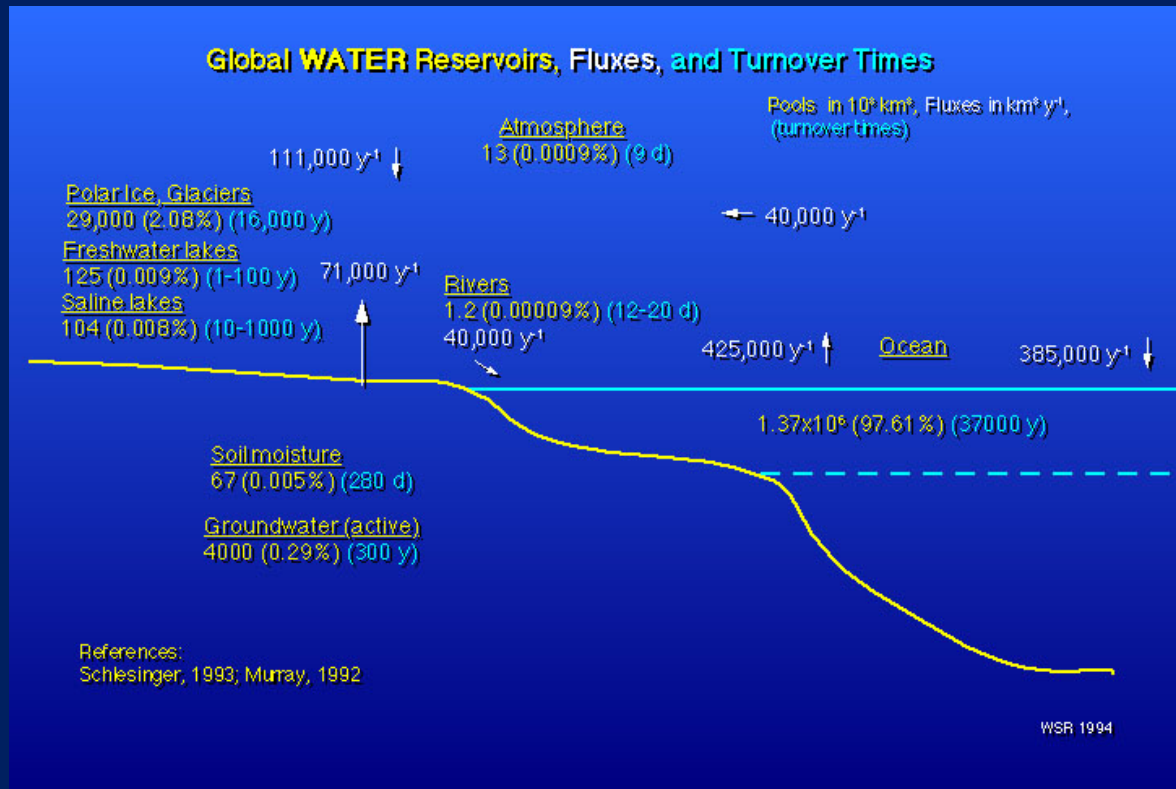 Global WATER Reservoirs, Fluxes, and Turnover Times
Pools in 10³ km³, Fluxes in km³ y⁻¹,
(turnover times)
Atmosphere
13 (0.0009%) (9 d)
111,000 y⁻¹
Polar Ice, Glaciers
29,000 (2.08%) (16,000 y)
40,000 y⁻¹
Freshwater lakes
125 (0.009%) (1-100 y)
71,000 y⁻¹
Saline lakes
104 (0.008%) (10-1000 y)
Rivers
1.2 (0.00009%) (12-20 d)
40,000 y⁻¹
425,000 y⁻¹
Ocean
385,000 y⁻¹
1.37x10⁶ (97.61%) (37000 y)
Soil moisture
67 (0.005%) (280 d)
Groundwater (active)
4000 (0.29%) (300 y)
References:
Schlesinger, 1993; Murray, 1992
WSR 1994